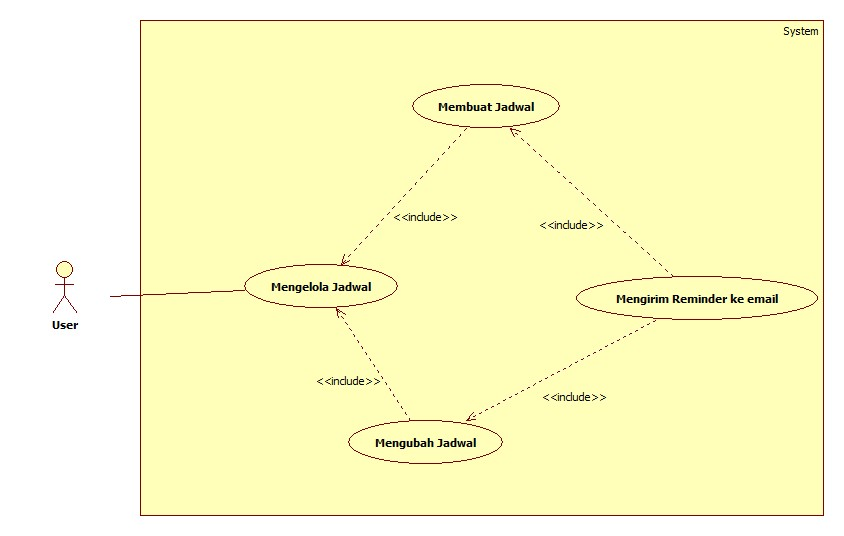 System
Membuat Jadwal
<<include>>
<<include>>
Mengelola Jadwal
Mengirim Reminder ke email
User
<<include>>
<<include>>
Mengubah Jadwal